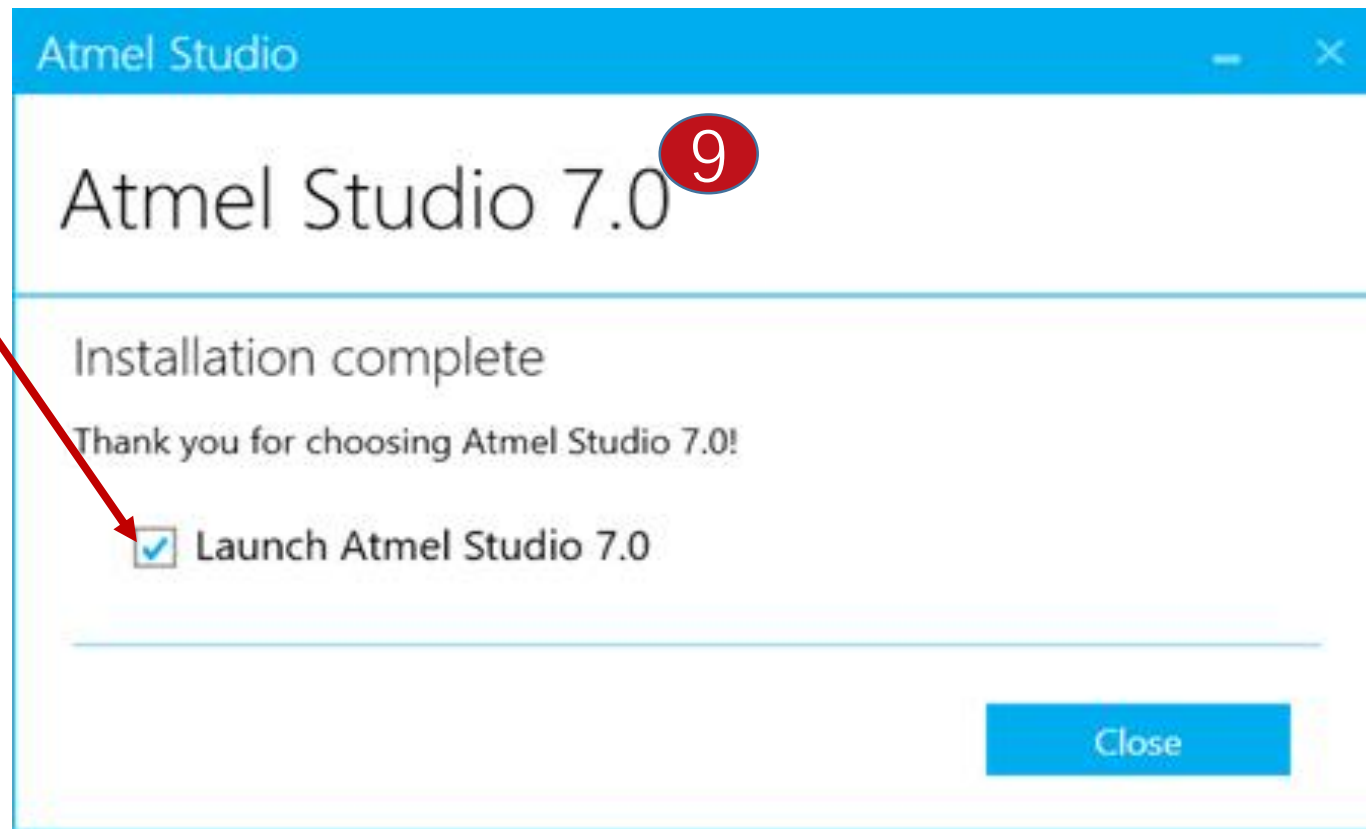 Atmel Studio
9
Atmel Studio 7.0
Installation complete
Thank you for choosing Atmel Studio 7.0!
Launch Atmel Studio 7.0
Close